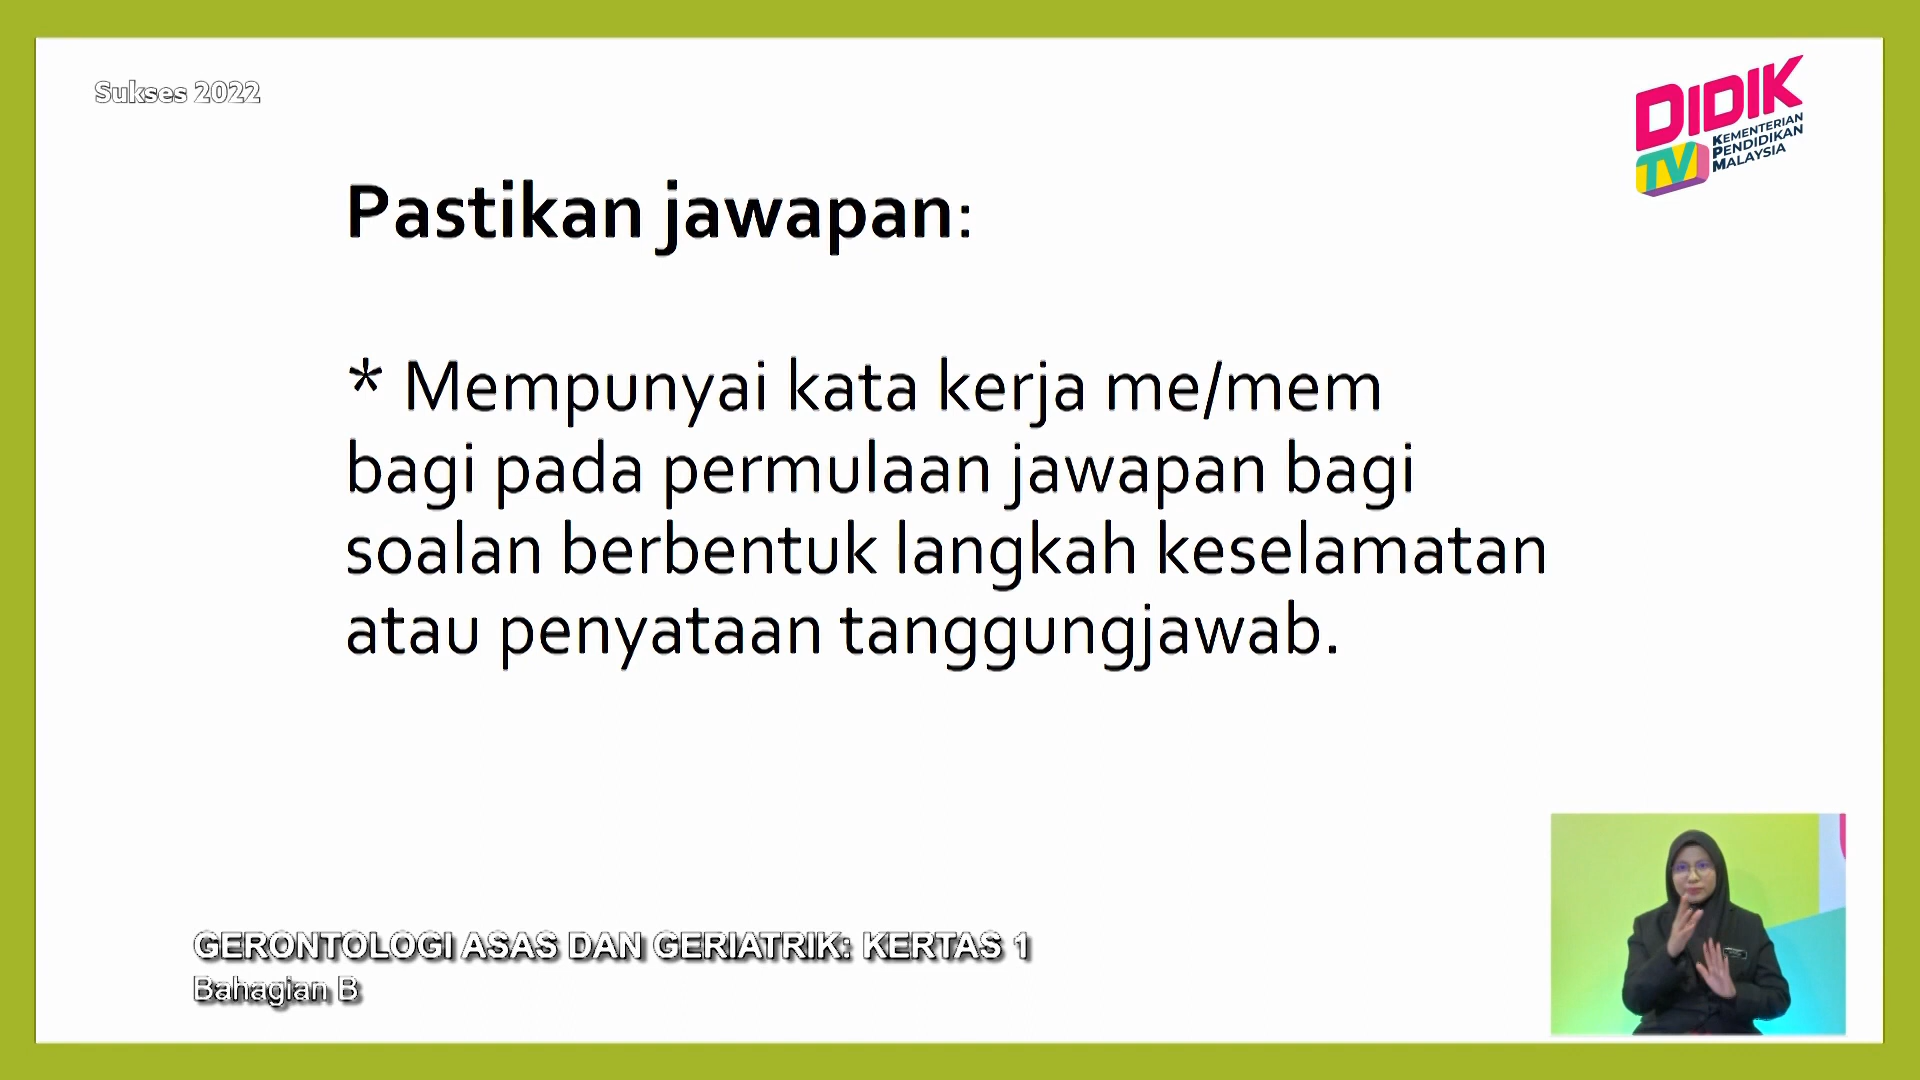 Sukses 2022
DIDIK
TV
KEMENTERIAN
PENDIDIKAN
MALAYSIA
Pastikan jawapan:
* Mempunyai kata kerja me/mem
bagi pada permulaan jawapan bagi
soalan berbentuk langkah keselamatan
atau penyataan tanggungjawab.
GERONTOLOGI ASAS DAN GERIATRIK: KERTAS 1
Bahagian B